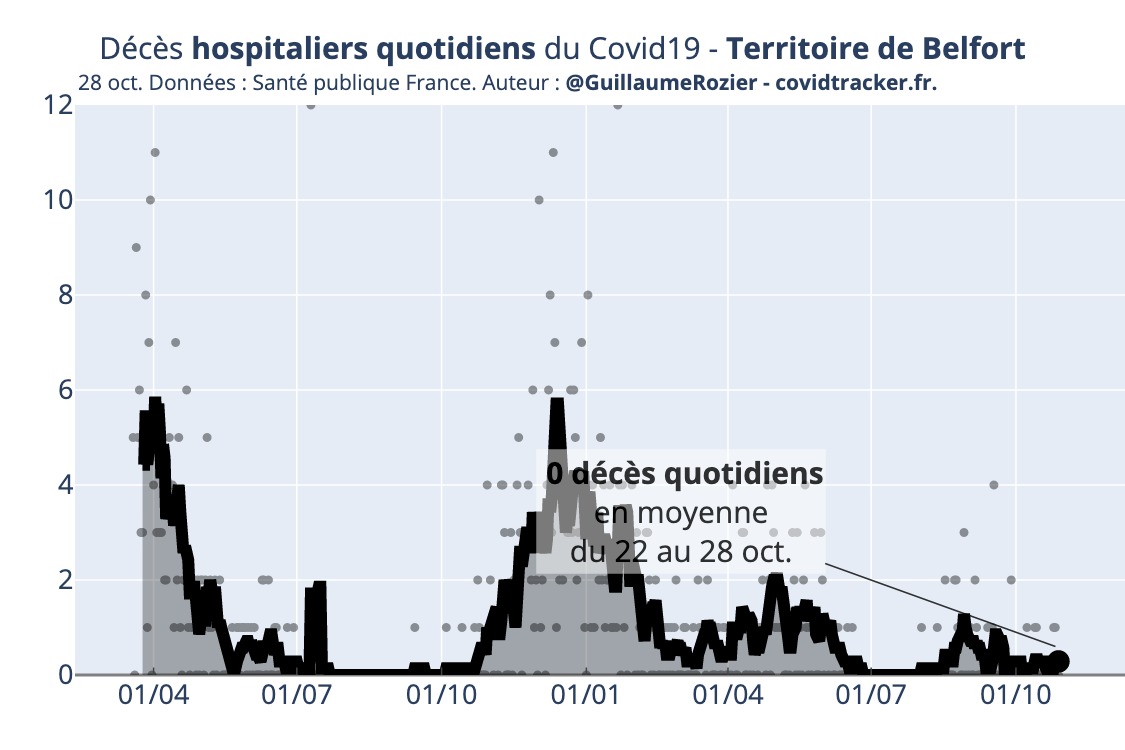 Décès hospitaliers quotidiens du Covid19 - Territoire de Belfort
28 oct. Données : Santé publique France. Auteur : @GuillaumeRozier - covidtracker.fr.
12
10
8
6
4
2
0
0 décès quotidiens
en moyenne
du 22 au 28 oct.
01/04 01/07 01/10 01/01 01/04 01/07 01/10